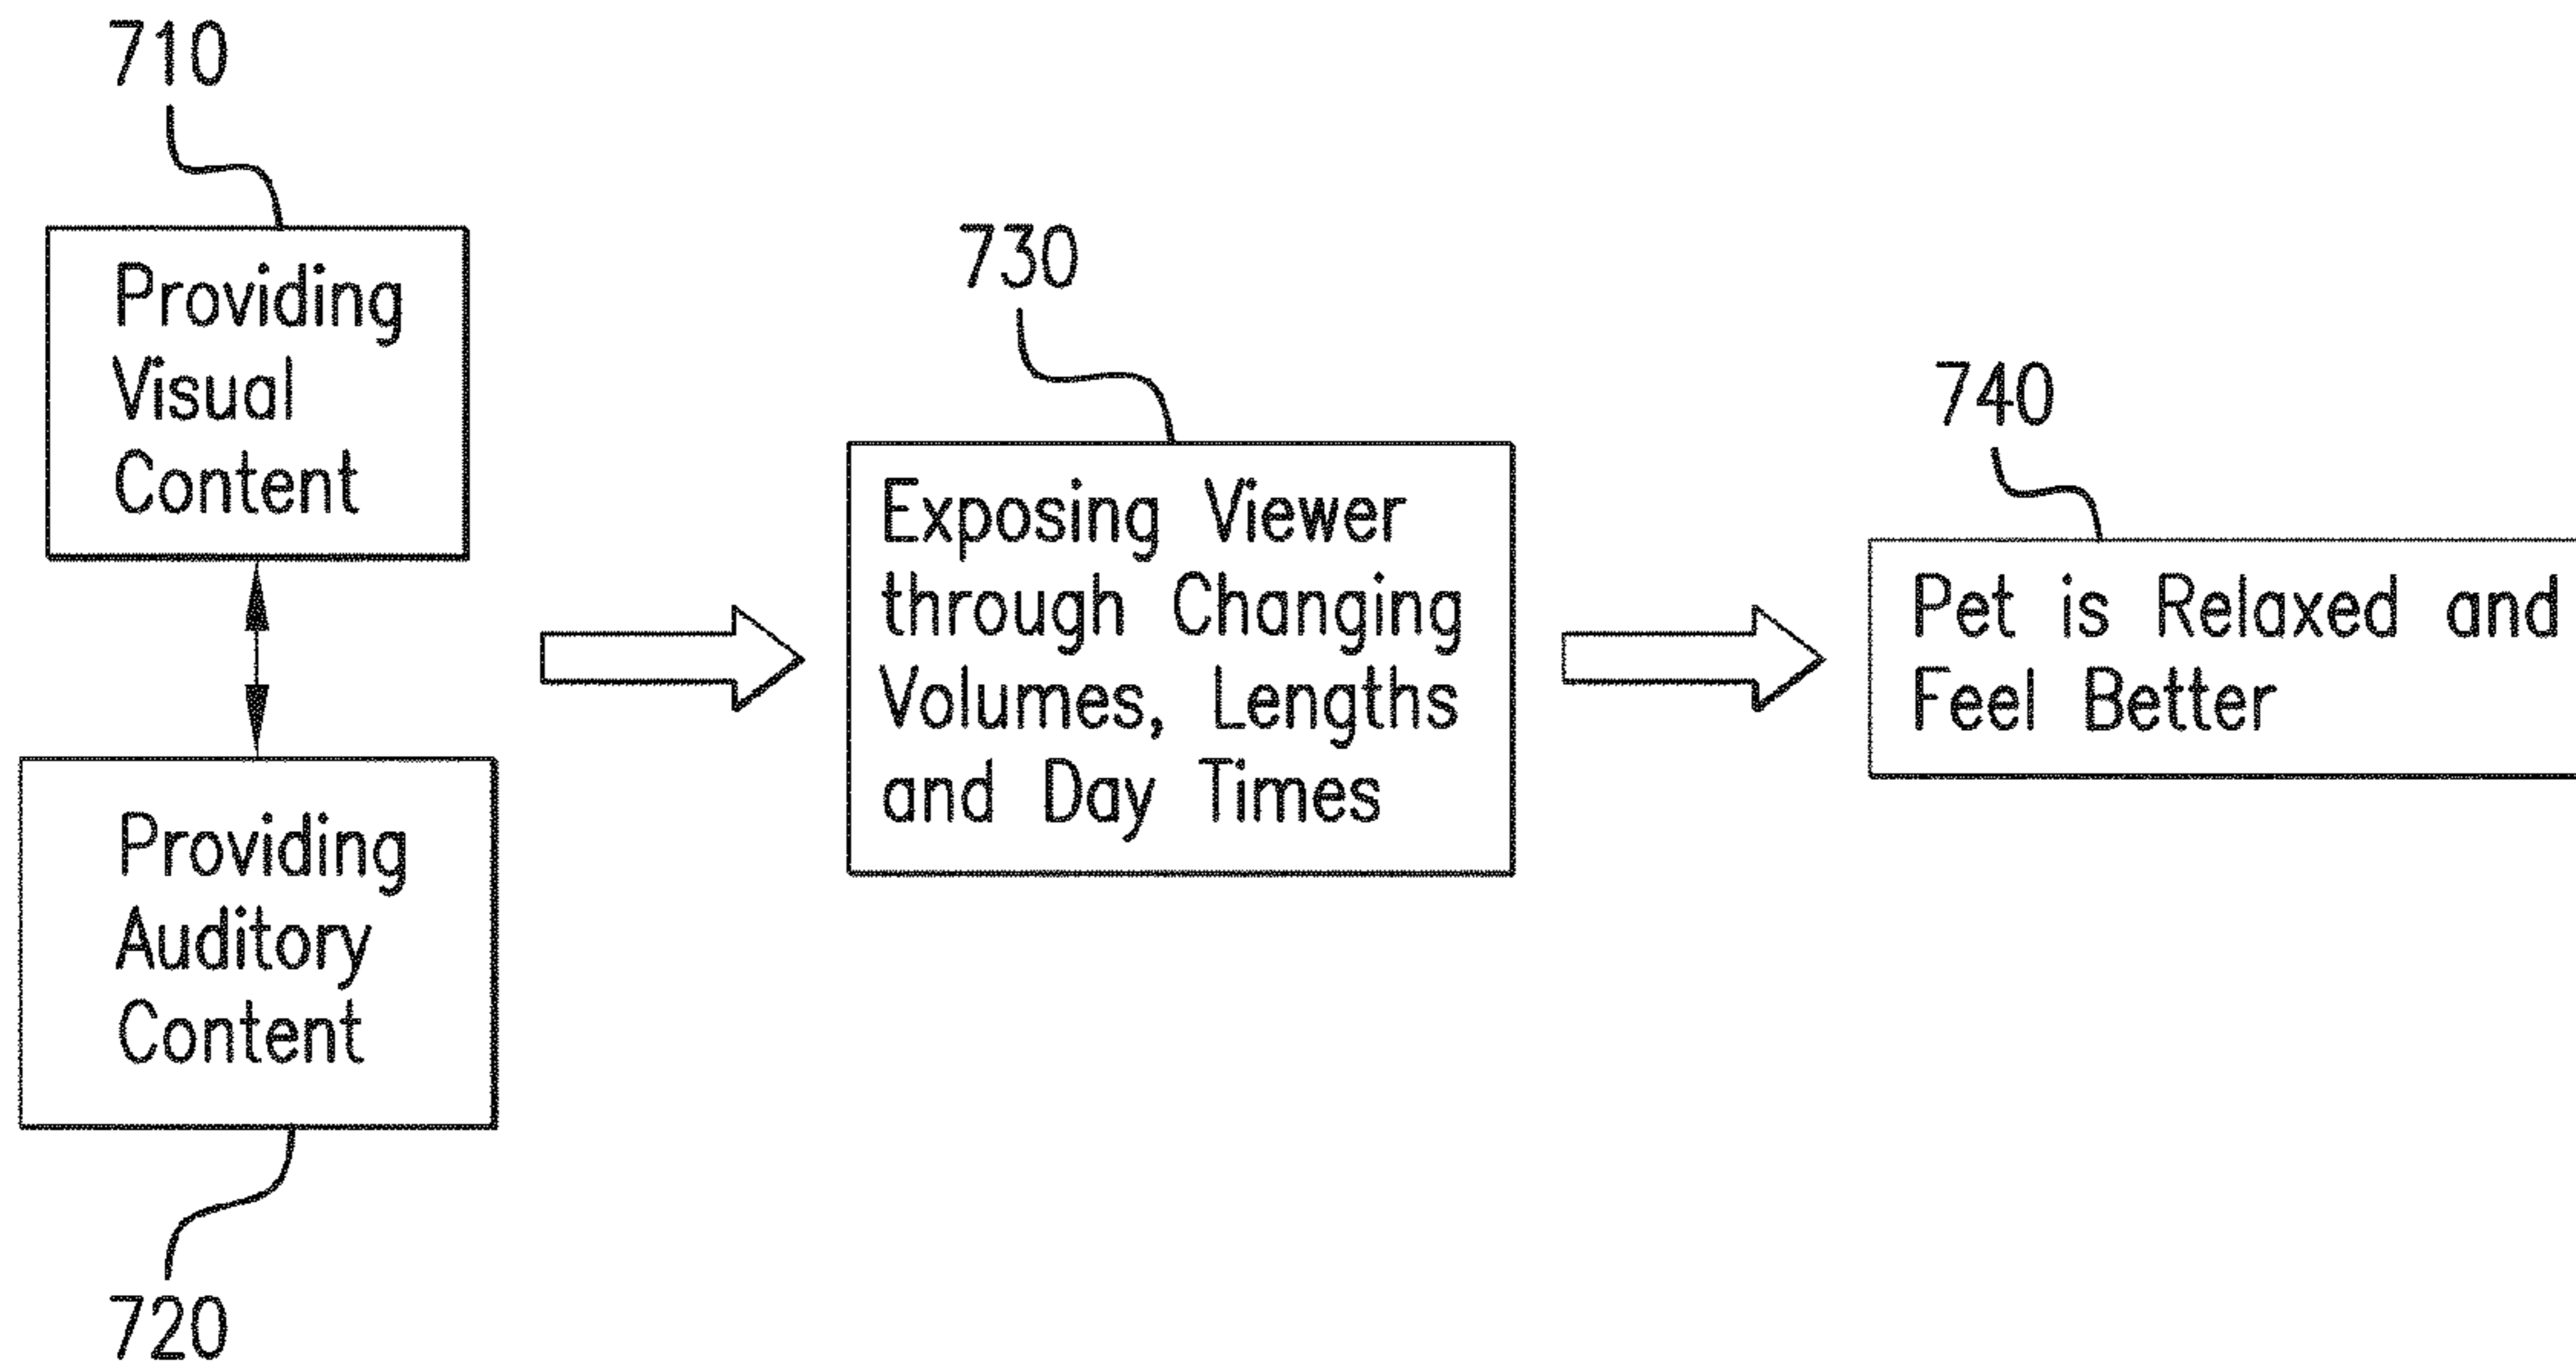 710
Providing
Visual
Content
Providing
Auditory
Content
720
730
Exposing Viewer
through Changing
Volumes, Lengths
and Day Times
740
Pet is Relaxed and
Feel Better